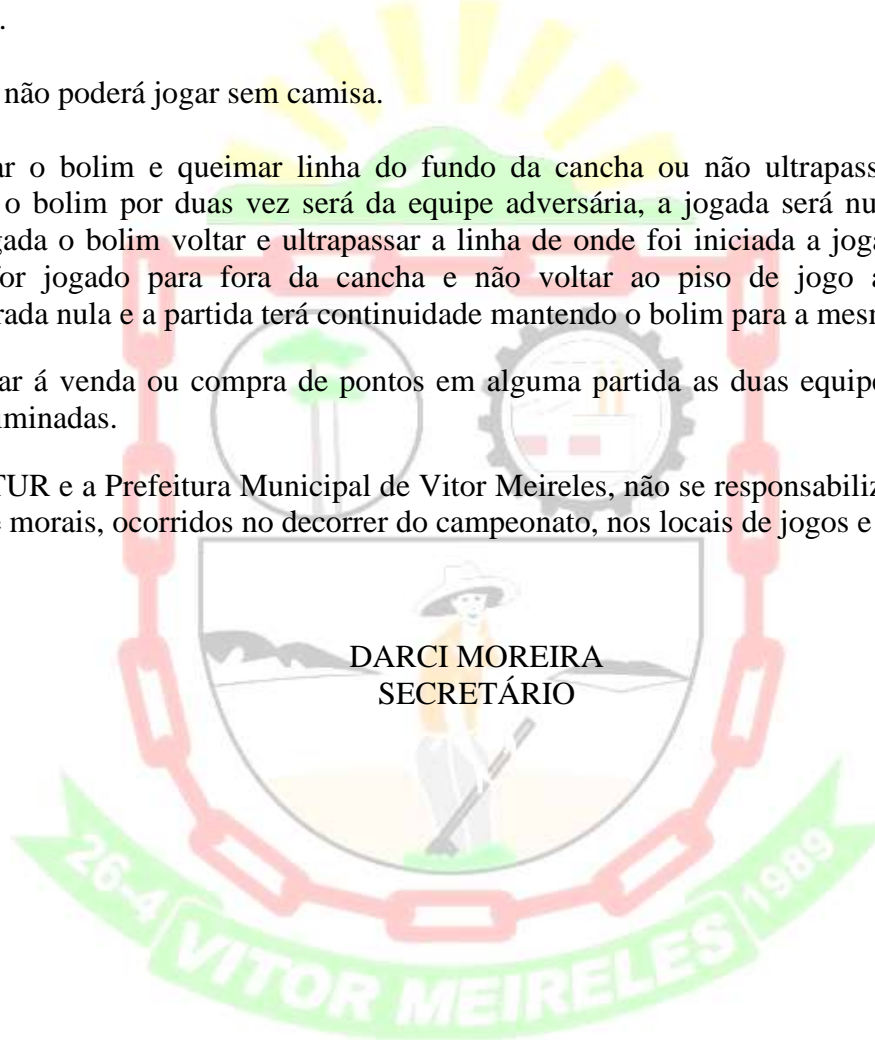 .
não poderá jogar sem camisa.
ar o bolim e queimar linha do fundo da cancha ou não ultrapass
o bolim por duas vez será da equipe adversária, a jogada será nu
gada o bolim voltar e ultrapassar a linha de onde foi iniciada a joga
for jogado para fora da cancha e não voltar ao piso de jogo a
rada nula e a partida terá continuidade mantendo o bolim para a mesm
ar á venda ou compra de pontos em alguma partida as duas equipe
iminadas.
TUR e a Prefeitura Municipal de Vitor Meireles, não se responsabiliz
e morais, ocorridos no decorrer do campeonato, nos locais de jogos e
DARCI MOREIRA
SECRETÁRIO
26-4 VITOR MEIRELES 1989